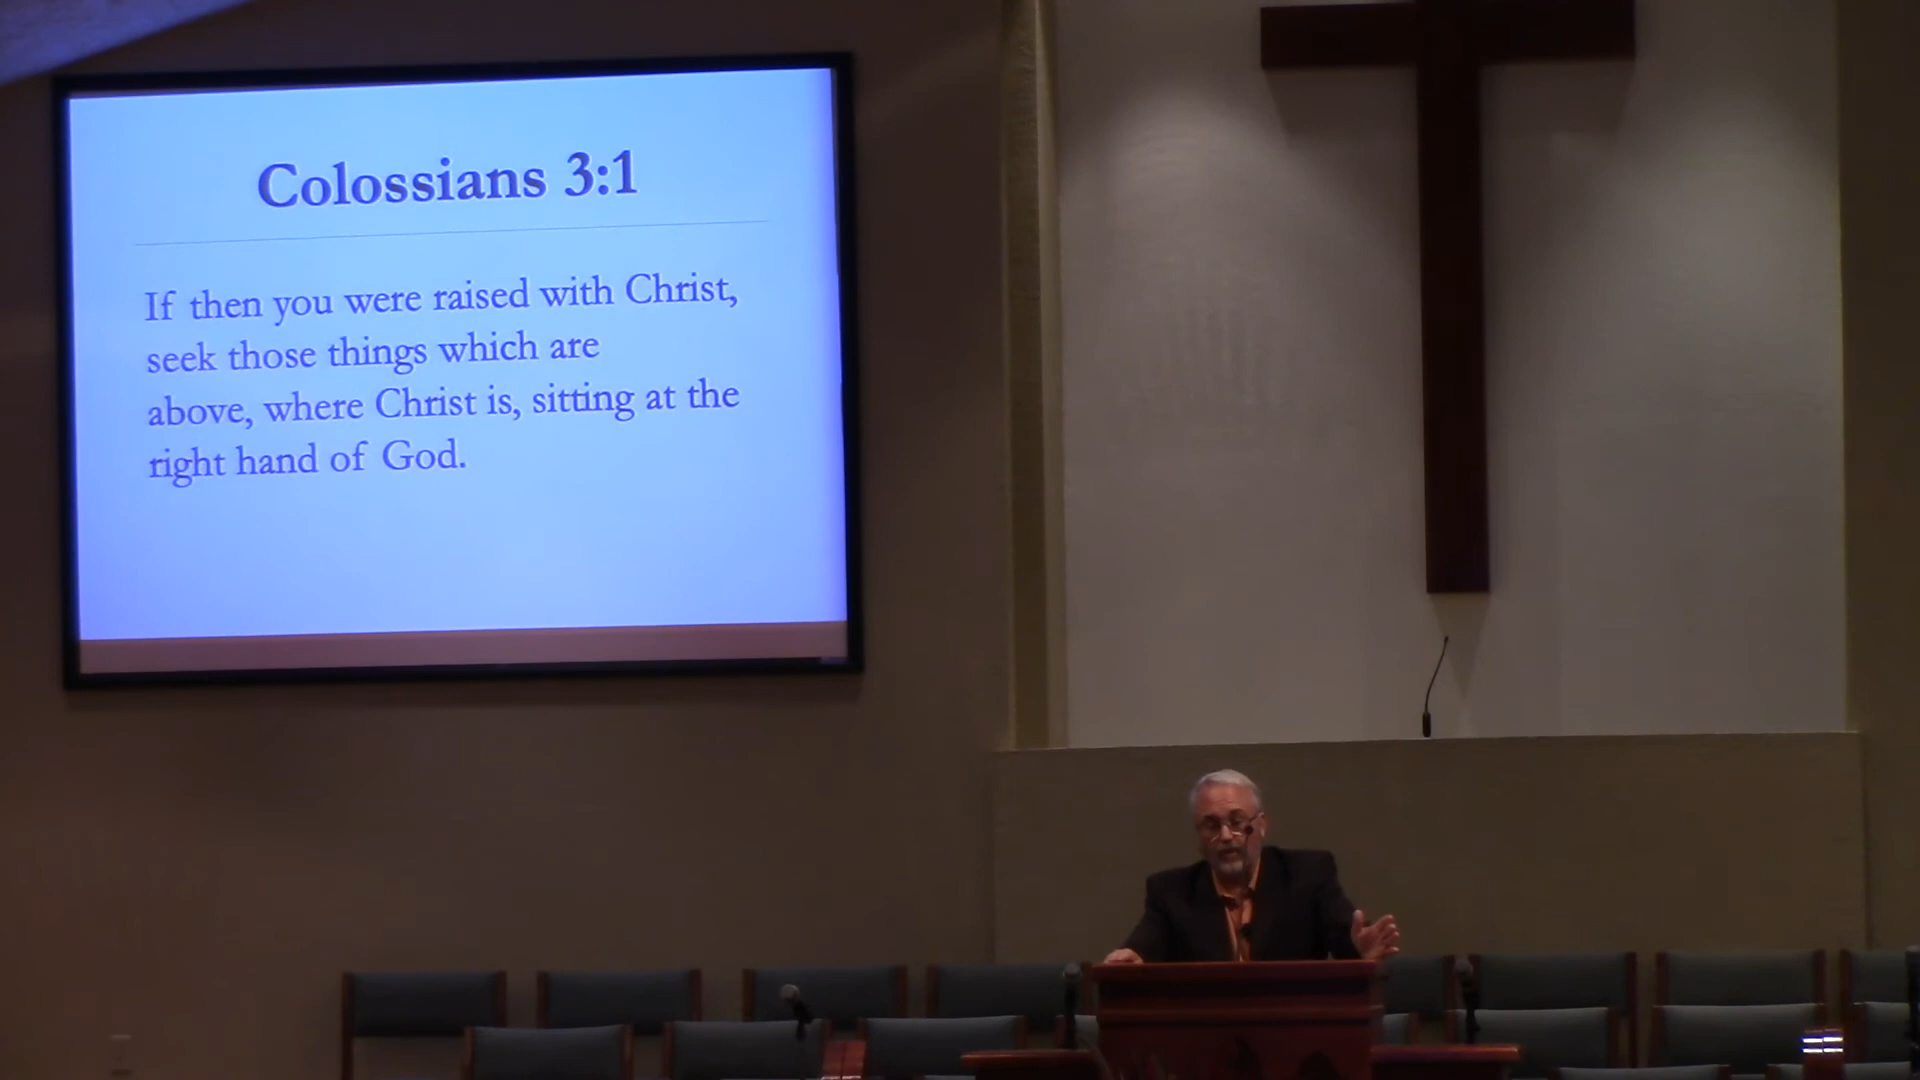 Colossians 3:1
If then you were raised with Christ,
seek those things which are
above, where Christ is, sitting at the
right hand of God.